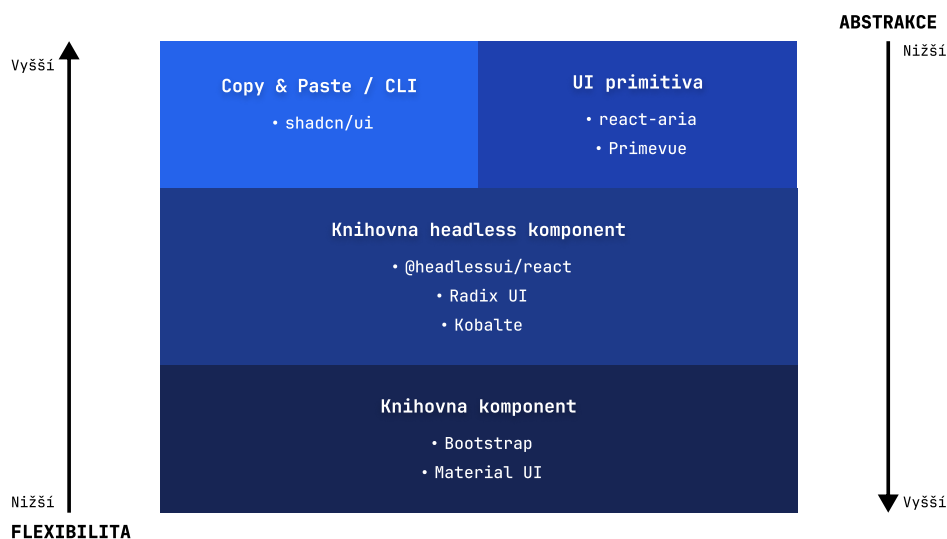 ABSTRAKCE
Vyšší
Nižší
Copy & Paste / CLI
• shadcn/ui
UI primitiva
• react-aria
• Primevue
Knihovna headless komponent
• @headlessui/react
• Radix UI
• Kobalte
Knihovna komponent
• Bootstrap
• Material UI
Nižší
Vyšší
FLEXIBILITA